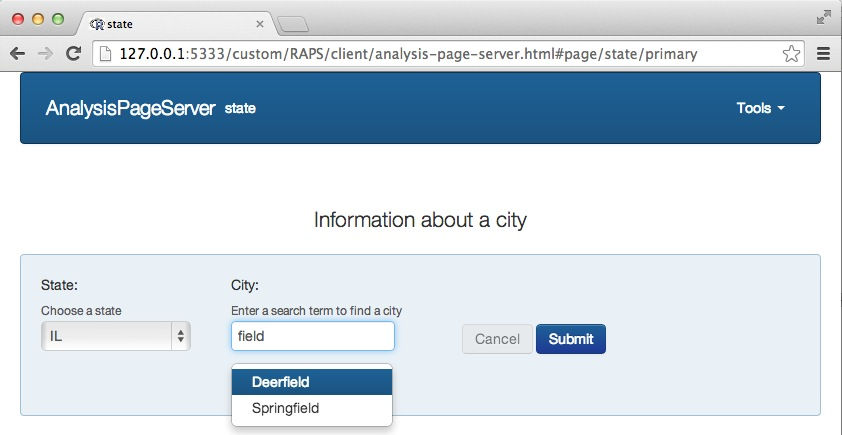 state
127.0.0.1:5333/custom/RAPS/client/analysis-page-server.html#page/state/primary
AnalysisPageServer state Tools
Information about a city
State: City:
Choose a state Enter a search term to find a city
IL field Cancel Submit
Deerfield
Springfield